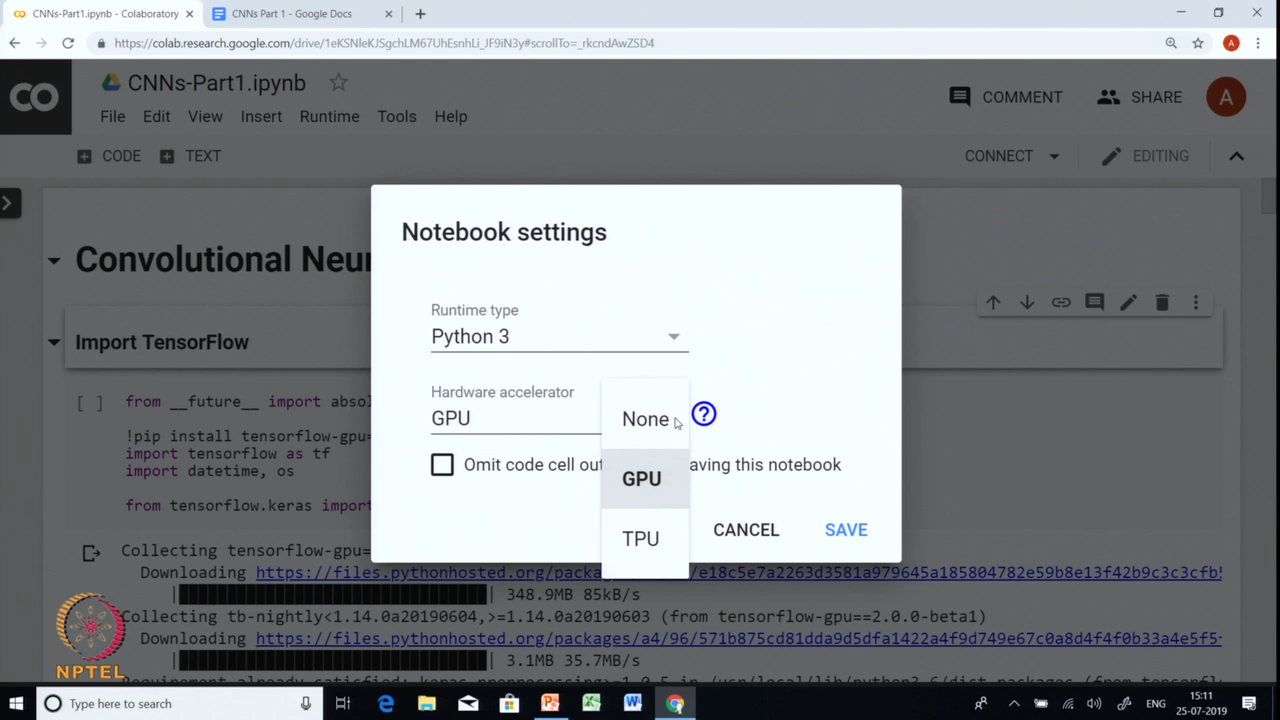 CNNs-Part1.ipynb - Colaboratory
CNNs Part 1 - Google Docs
https://colab.research.google.com/drive/1eKSNleKJSgchLM67UhEsnhLi_JF9iN3y#scrollTo=_rkcndAwZSD4
A
CO
CNNs-Part1.ipynb
COMMENT
SHARE
A
File Edit View Insert Runtime Tools Help
CODE
TEXT
CONNECT
EDITING
Notebook settings
Convolutional Neu
Runtime type
Python 3
Import TensorFlow
Hardware accelerator
GPU
None
?
[ ] from __future__ import abso
!pip install tensorflow-gpu=
import tensorflow as tf
import datetime, os
Omit code cell out
aving this notebook
GPU
TPU
from tensorflow.keras import
CANCEL
SAVE
Collecting tensorflow-gpu=
Downloading https://files.pythonhosted.org/packag
/e18c5e7a2263d3581a979645a185804782e59b8e13f42b9c3c3cfb
348.9MB 85kB/s
Collecting tb-nightly<1.14.0a20190604,>=1.14.0a20190603 (from tensorflow-gpu==2.0.0-beta1)
Downloading https://files.pythonhosted.org/packages/a4/96/571b875cd81dda9d5dfa1422a4f9d749e67c0a8d4f4f0b33a4e5f5
3.1MB 35.7MB/s
NPTEL
Type here to search
ENG
15:11
25-07-2019